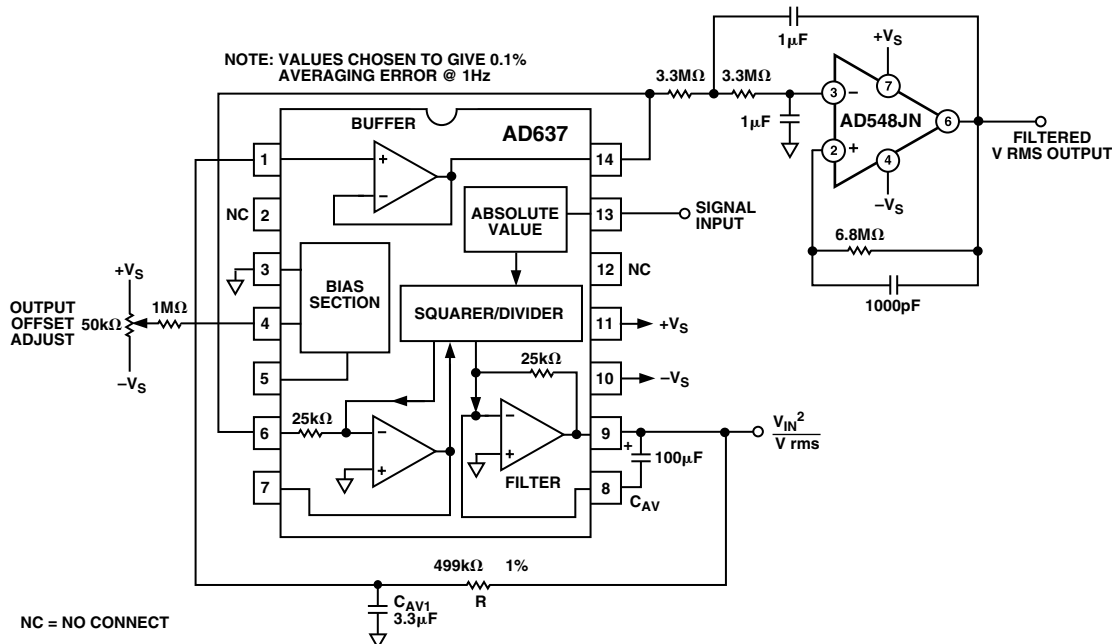 NOTE: VALUES CHOSEN TO GIVE 0.1%
AVERAGING ERROR @ 1Hz
1µF
+VS
3.3MΩ
3.3MΩ
1µF
3
–
7
AD548JN
6
2
+
4
–VS
FILTERED
V RMS OUTPUT
6.8MΩ
1000pF
BUFFER
AD637
1
+
–
14
NC
2
ABSOLUTE
VALUE
13
SIGNAL
INPUT
3
BIAS
SECTION
12
NC
OUTPUT
OFFSET
ADJUST
+VS
50kΩ
–VS
1MΩ
4
SQUARER/DIVIDER
11
+VS
5
25kΩ
10
–VS
6
25kΩ
–
+
–
+
FILTER
9
+
100µF
VIN2
V rms
7
8
CAV
499kΩ 1%
R
CAV1
3.3µF
NC = NO CONNECT